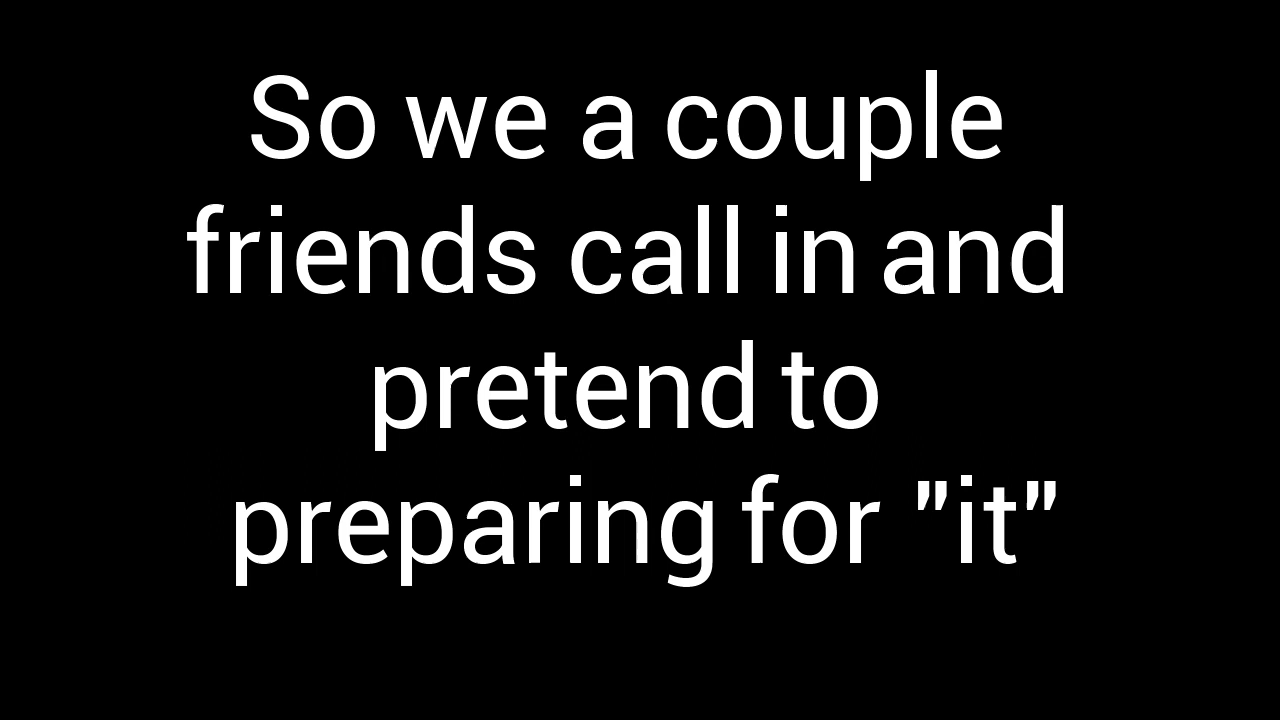 So we a couple
friends call in and
pretend to
preparing for "it"